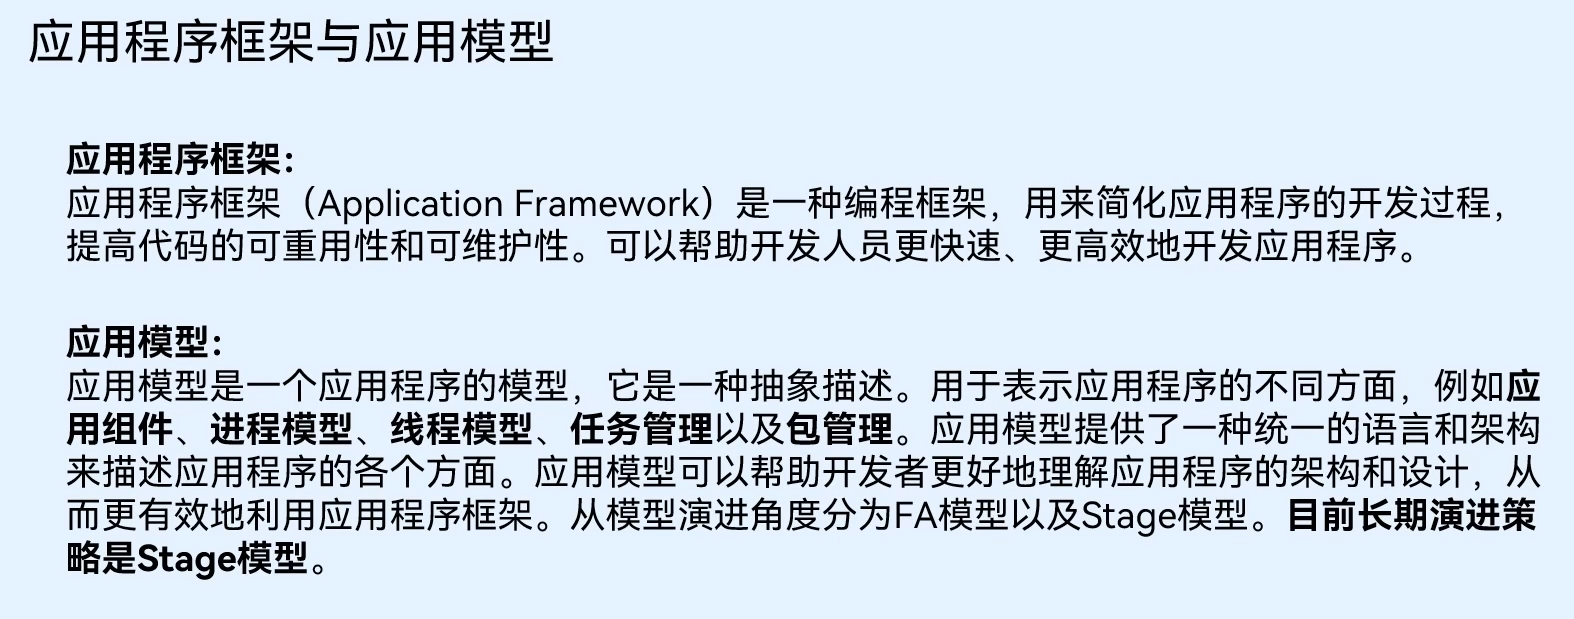 应用程序框架与应用模型
应用程序框架：
应用程序框架（Application Framework）是一种编程框架，用来简化应用程序的开发过程，
提高代码的可重用性和可维护性。可以帮助开发人员更快速、更高效地开发应用程序。
应用模型：
应用模型是一个应用程序的模型，它是一种抽象描述。用于表示应用程序的不同方面，例如应
用组件、进程模型、线程模型、任务管理以及包管理。应用模型提供了一种统一的语言和架构
来描述应用程序的各个方面。应用模型可以帮助开发者更好地理解应用程序的架构和设计，从
而更有效地利用应用程序框架。从模型演进角度分为FA模型以及Stage模型。目前长期演进策
略是Stage模型。